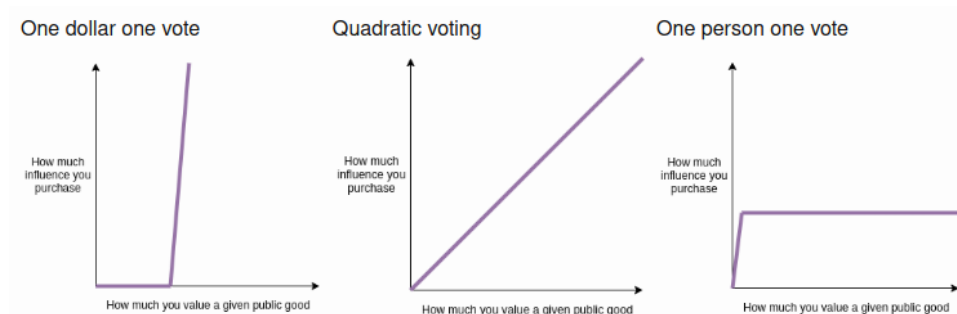 One dollar one vote
How much
influence you
purchase
How much you value a given public good
Quadratic voting
How much
influence you
purchase
How much you value a given public good
One person one vote
How much
influence you
purchase
How much you value a given public good